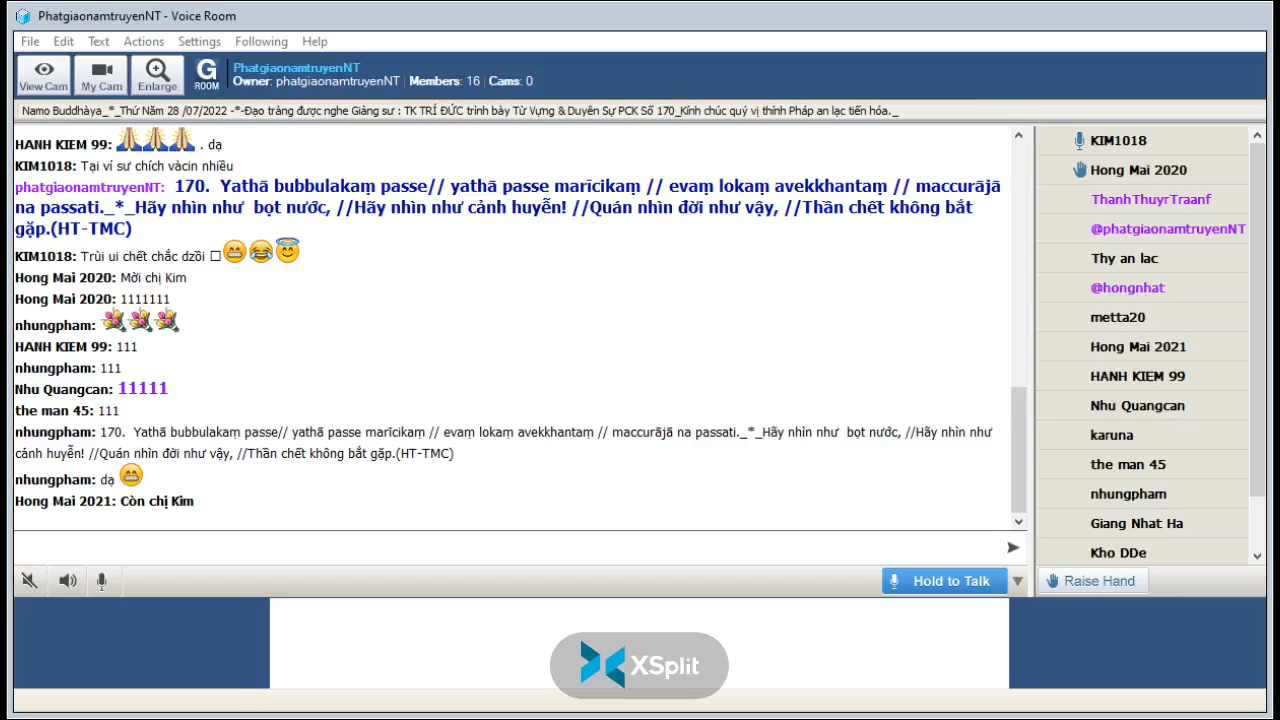 PhatgiaonamtruyenNT - Voice Room
File Edit Text Actions Settings Following Help
View Cam My Cam Enlarge G ROOM
PhatgiaonamtruyenNT
Owner: phatgiaonamtruyenNT | Members: 16 | Cams: 0
Namo Buddhàya_*_Thứ Năm 28 /07/2022 -*-Đạo tràng được nghe Giảng sư : TK TRÍ ĐỨC trình bày Từ Vựng & Duyên Sự PCK Số 170_Kính chúc quý vị thính Pháp an lạc tiến hóa._
HANH KIEM 99: . dạ
KIM1018: Tại vỉ sư chích vàcin nhiều
phatgiaonamtruyenNT: 170. Yathā bubbulakaṃ passe// yathā passe marīcikaṃ // evaṃ lokaṃ avekkhantaṃ // maccurājā
na passati._*_Hãy nhìn như bọt nước, //Hãy nhìn như cảnh huyễn! //Quán nhìn đời như vậy, //Thần chết không bắt
gặp.(HT-TMC)
KIM1018: Trùi ui chết chắc dzồi □
Hong Mai 2020: Mời chị Kim
Hong Mai 2020: 1111111
nhungpham:
HANH KIEM 99: 111
nhungpham: 111
Nhu Quangcan: 11111
the man 45: 111
nhungpham: 170. Yathā bubbulakaṃ passe// yathā passe marīcikaṃ // evaṃ lokaṃ avekkhantaṃ // maccurājā na passati._*_Hãy nhìn như bọt nước, //Hãy nhìn như
cảnh huyễn! //Quán nhìn đời như vậy, //Thần chết không bắt gặp.(HT-TMC)
nhungpham: dạ
Hong Mai 2021: Còn chị Kim
Hold to Talk
KIM1018
Hong Mai 2020
ThanhThuyrTraanf
@phatgiaonamtruyenNT
Thy an lac
@hongnhat
metta20
Hong Mai 2021
HANH KIEM 99
Nhu Quangcan
karuna
the man 45
nhungpham
Giang Nhat Ha
Kho DDe
Raise Hand
XSplit